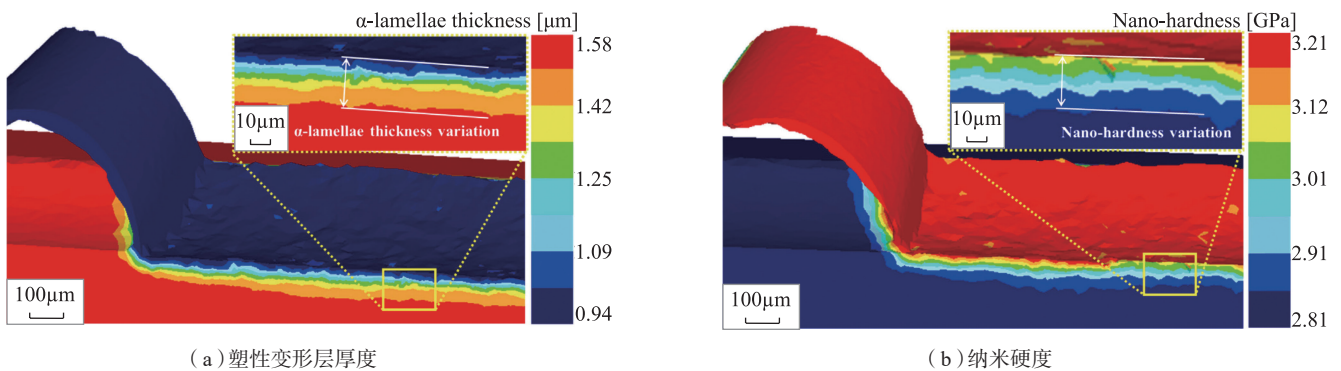 α-lamellae thickness [μm]
1.58
1.42
1.25
1.09
0.94
10μm
α-lamellae thickness variation
100μm
(a)塑性变形层厚度
Nano-hardness [GPa]
3.21
3.12
3.01
2.91
2.81
10μm
Nano-hardness variation
100μm
(b)纳米硬度